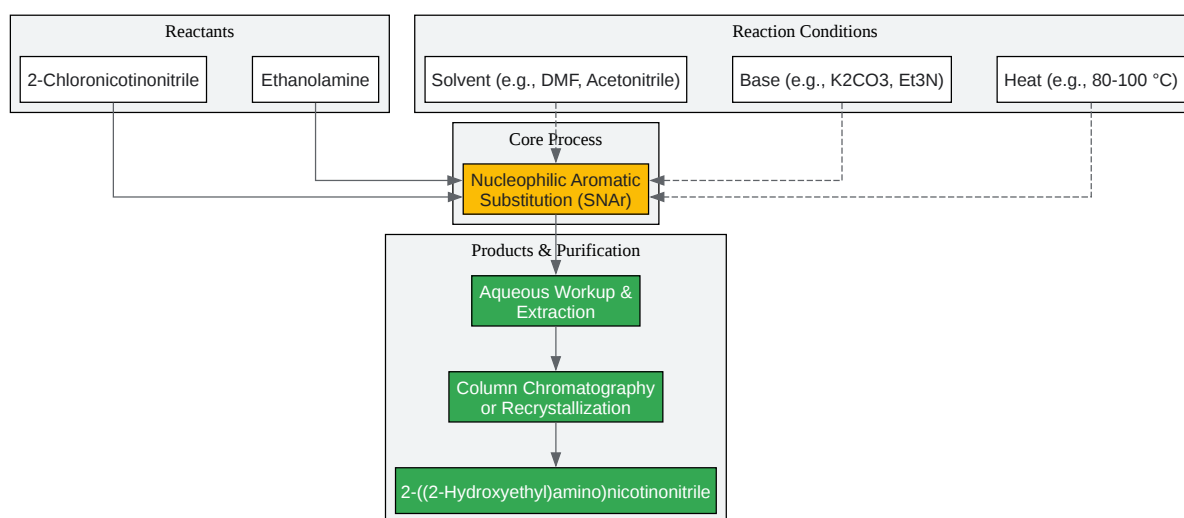 Reactants
Reaction Conditions
2-Chloronicotinonitrile
Ethanolamine
Solvent (e.g., DMF, Acetonitrile)
Base (e.g., K2CO3, Et3N)
Heat (e.g., 80-100 °C)
Core Process
Nucleophilic Aromatic
Substitution (SNAr)
Products & Purification
Aqueous Workup &
Extraction
Column Chromatography
or Recrystallization
2-((2-Hydroxyethyl)amino)nicotinonitrile